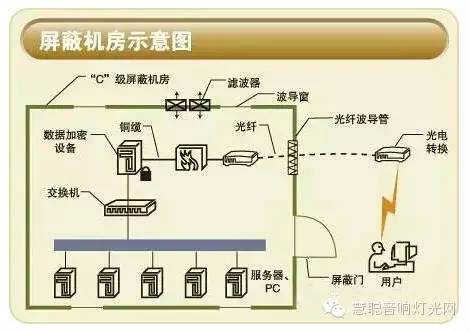 屏蔽机房示意图
“C”级屏蔽机房
滤波器
波导窗
数据加密
设备
铜缆
光纤
光纤波导管
光电
转换
交换机
服务器、
PC
屏蔽门
用户
慧聪音响灯光网